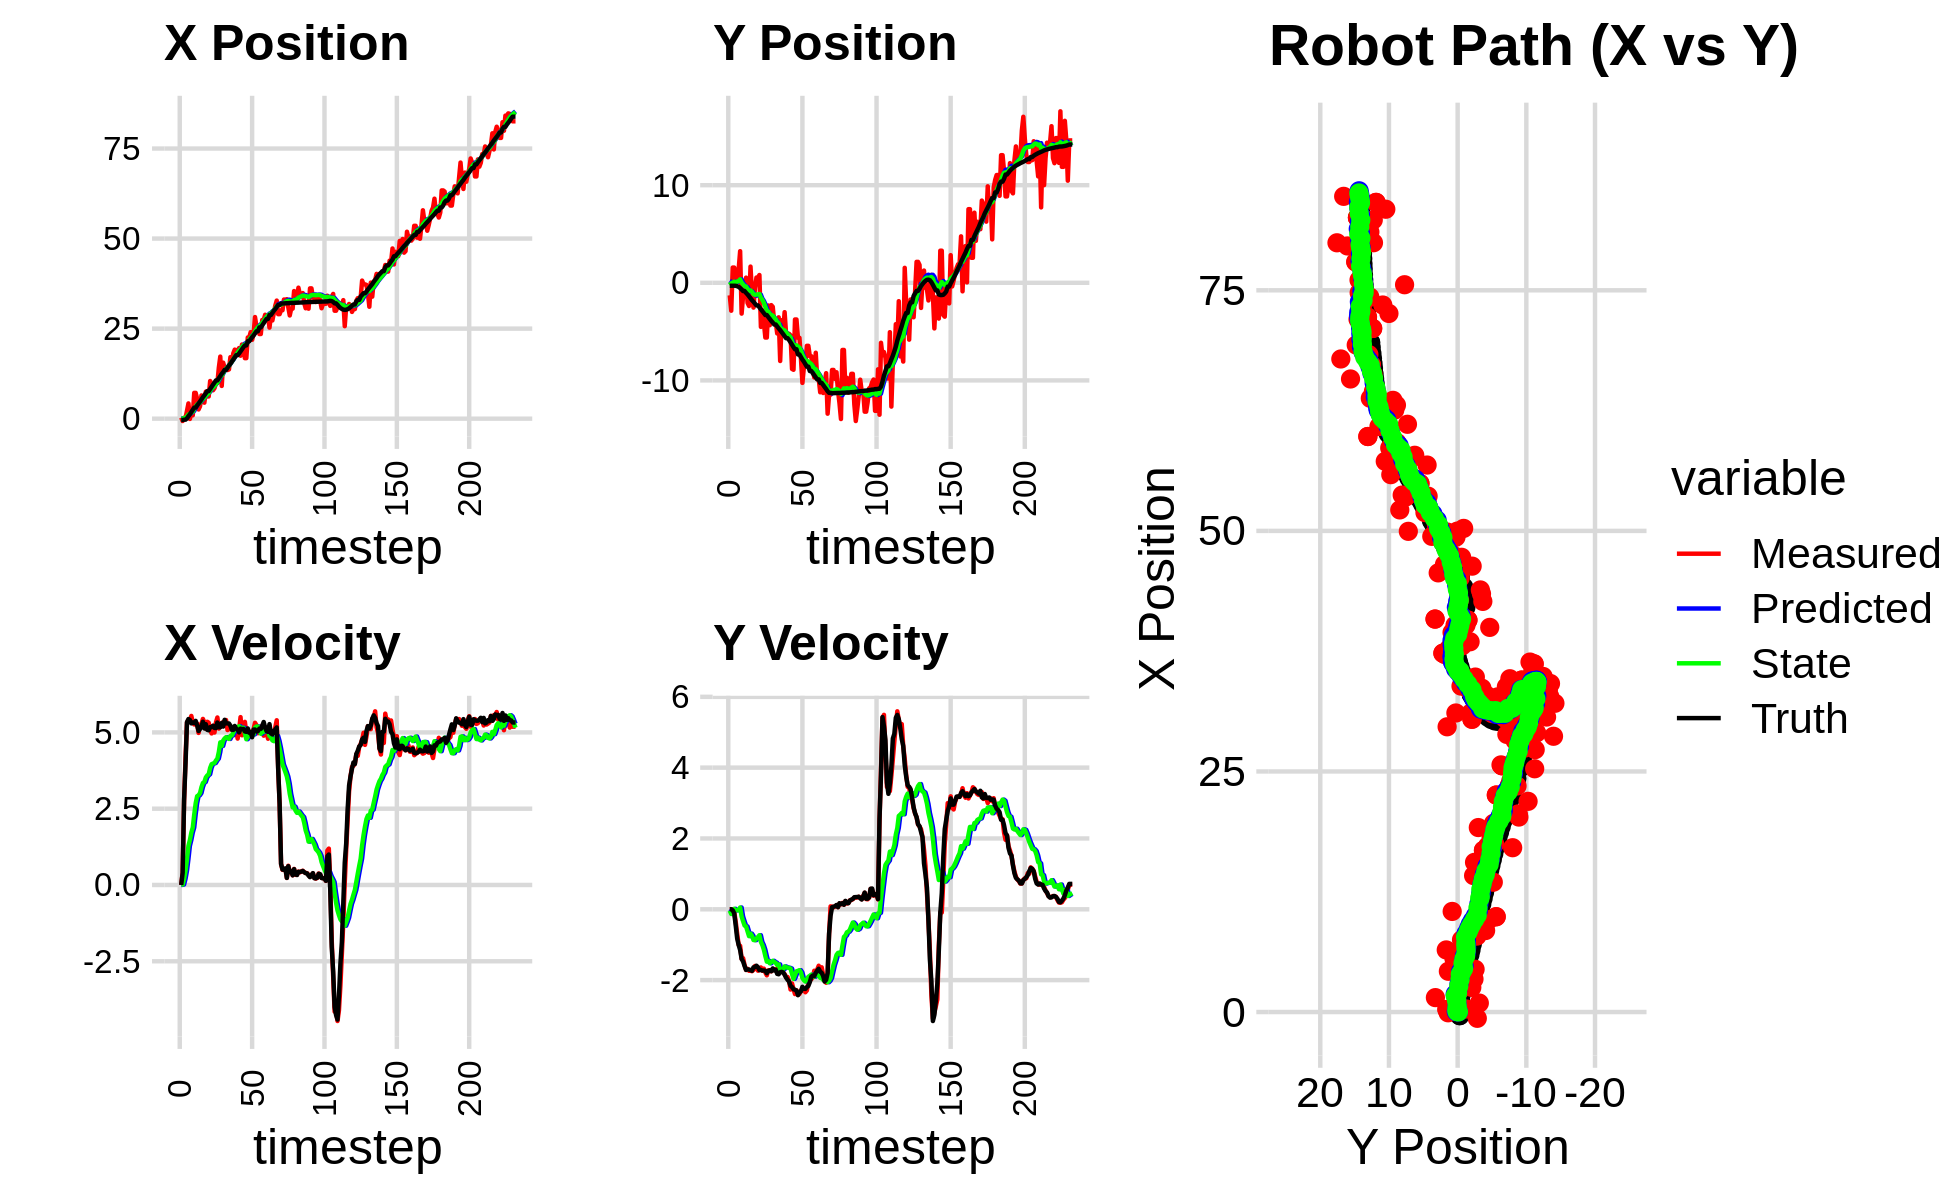 X Position
75
50
25
0
0 50 100 150 200
timestep
Y Position
10
0
-10
0 50 100 150 200
timestep
X Velocity
5.0
2.5
0.0
-2.5
0 50 100 150 200
timestep
Y Velocity
6
4
2
0
-2
0 50 100 150 200
timestep
Robot Path (X vs Y)
X Position
75
50
25
0
20 10 0 -10 -20
Y Position
variable
Measured
Predicted
State
Truth